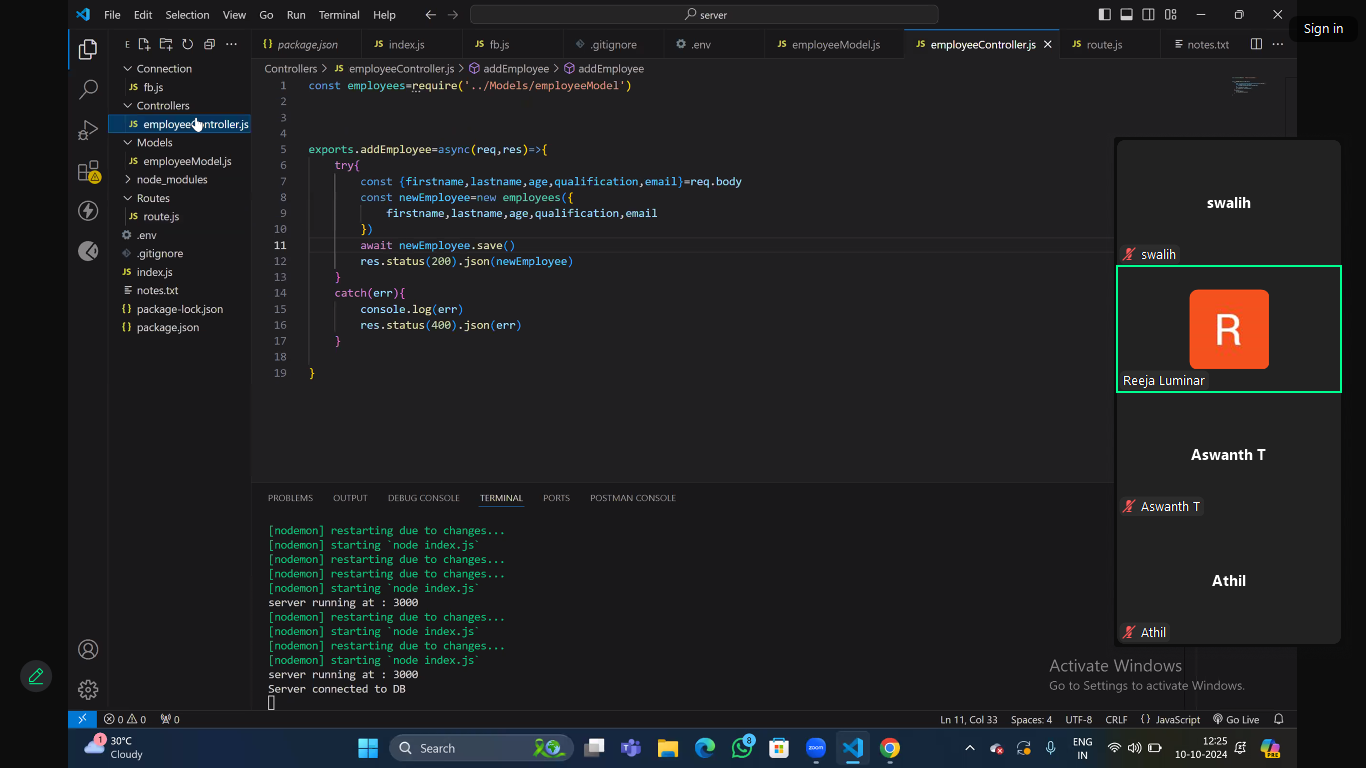 File Edit Selection View Go Run Terminal Help
server
Sign in
E
package.json
index.js
fb.js
.gitignore
.env
employeeModel.js
employeeController.js
route.js
notes.txt
Connection
fb.js
Controllers
employeeController.js
Models
employeeModel.js
node_modules
Routes
route.js
.env
.gitignore
index.js
notes.txt
package-lock.json
package.json
Controllers > JS employeeController.js > addEmployee > addEmployee
1 const employees=require('../Models/employeeModel')
2
3
4
5 exports.addEmployee=async(req,res)=>{
6 try{
7 const {firstname,lastname,age,qualification,email}=req.body
8 const newEmployee=new employees({
9 firstname,lastname,age,qualification,email
10 })
11 await newEmployee.save()
12 res.status(200).json(newEmployee)
13 }
14 catch(err){
15 console.log(err)
16 res.status(400).json(err)
17 }
18
19 }
PROBLEMS OUTPUT DEBUG CONSOLE TERMINAL PORTS POSTMAN CONSOLE
[nodemon] restarting due to changes...
[nodemon] starting `node index.js`
[nodemon] restarting due to changes...
[nodemon] restarting due to changes...
[nodemon] starting `node index.js`
server running at : 3000
[nodemon] restarting due to changes...
[nodemon] starting `node index.js`
[nodemon] restarting due to changes...
[nodemon] starting `node index.js`
server running at : 3000
Server connected to DB
swalih
swalih
R
Reeja Luminar
Aswanth T
Aswanth T
Athil
Athil
Activate Windows
Go to Settings to activate Windows.
0 0 0
Ln 11, Col 33 Spaces: 4 UTF-8 CRLF {} JavaScript Go Live
1
30°C
Cloudy
Search
8
zoom
ENG
IN
12:25
10-10-2024
PRE